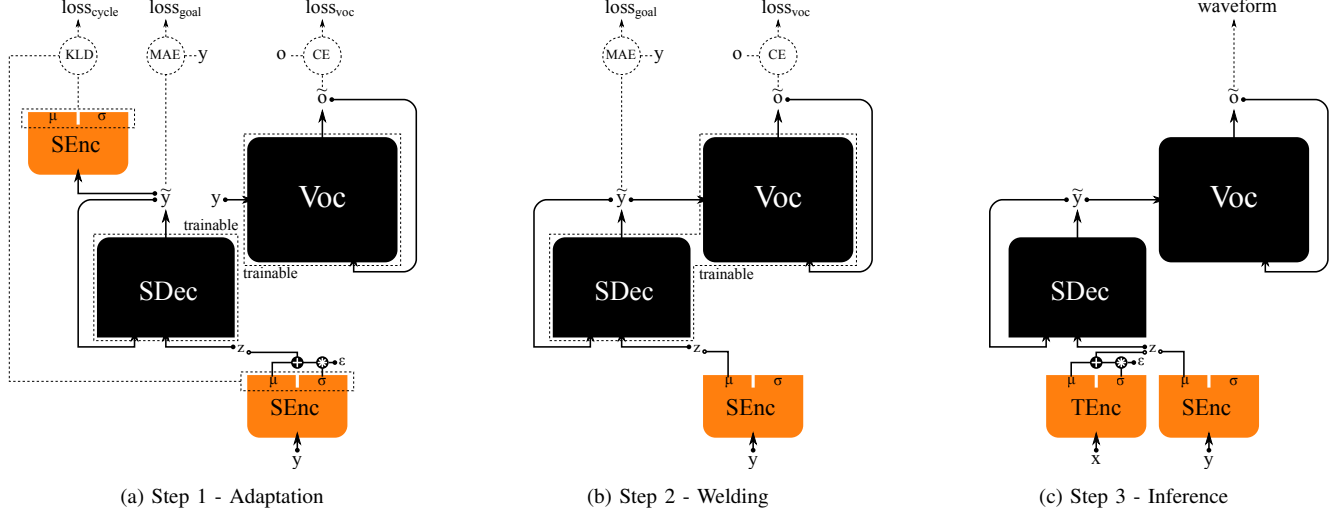 loss_cycle loss_goal loss_voc
KLD MAE y o CE
õ
μ σ
SEnc
ỹ y Voc
trainable
trainable
SDec
z
ε
μ σ
SEnc
y
(a) Step 1 - Adaptation
loss_goal loss_voc
MAE y o CE
õ
Voc
ỹ
trainable
SDec
z
μ σ
SEnc
y
(b) Step 2 - Welding
waveform
õ
Voc
ỹ
SDec
z
ε
μ σ μ σ
TEnc SEnc
x y
(c) Step 3 - Inference